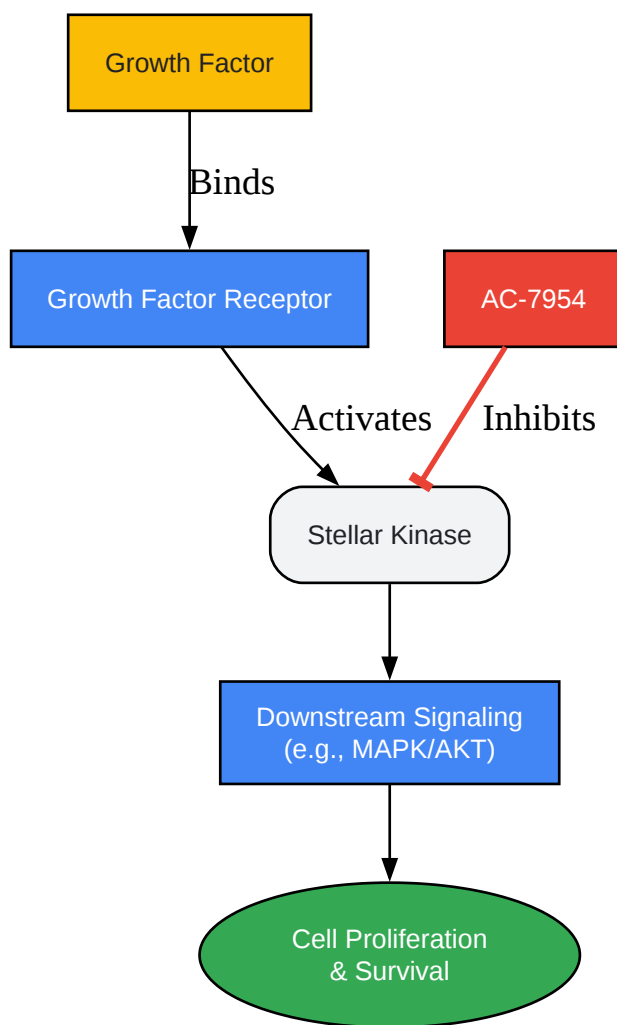 Growth Factor
Binds
Growth Factor Receptor
AC-7954
Activates
Inhibits
Stellar Kinase
Downstream Signaling
(e.g., MAPK/AKT)
Cell Proliferation
& Survival